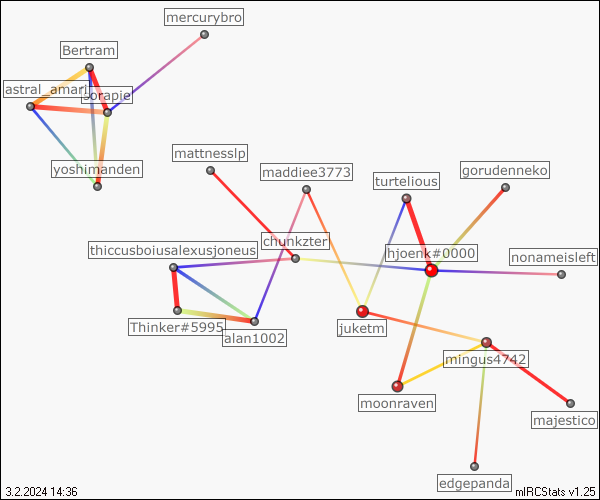 mercurybro
Bertram
astral_amari
sorapie
yoshimanden
mattnesslp
maddiee3773
turtelious
gorudenneko
thiccusboiusalexusjoneus
chunkzter
hjoenk#0000
nonameisleft
Thinker#5995
alan1002
juketm
mingus4742
moonraven
majestico
edgepanda
3.2.2024 14:36
mIRCStats v1.25